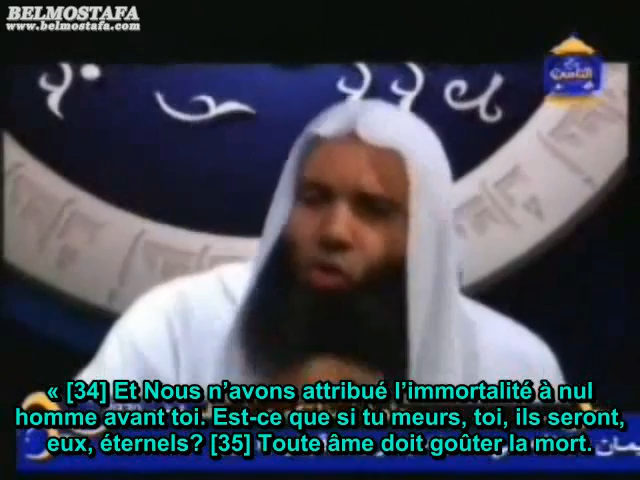 BELMOSTAFA
www.belmostafa.com
الناس
« [34] Et Nous n'avons attribué l'immortalité à nul
homme avant toi. Est-ce que si tu meurs, toi, ils seront,
eux, éternels? [35] Toute âme doit goûter la mort.